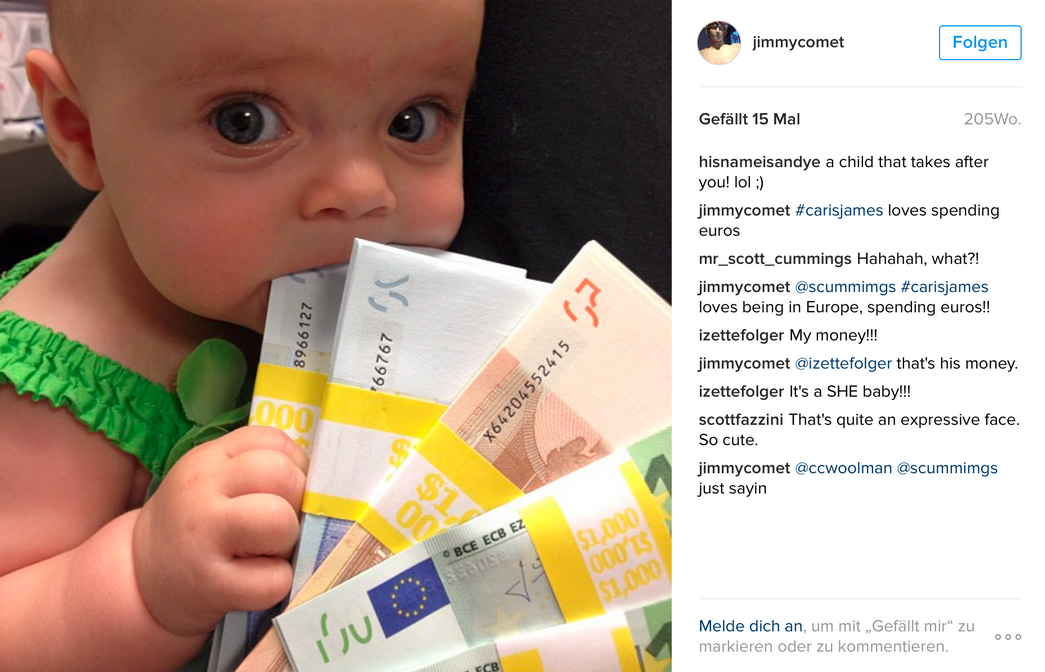 jimmycomet
Folgen
Gefällt 15 Mal
205Wo.
hisnameisandye a child that takes after
you! lol ;)
jimmycomet #carisjames loves spending
euros
mr_scott_cummings Hahahah, what?!
jimmycomet @scummimgs #carisjames
loves being in Europe, spending euros!!
izettefolger My money!!!
jimmycomet @izettefolger that's his money.
izettefolger It's a SHE baby!!!
scottfazzini That's quite an expressive face.
So cute.
jimmycomet @ccwoolman @scummimgs
just sayin
Melde dich an, um mit „Gefällt mir“ zu
markieren oder zu kommentieren.
8966127
66767
X64204552415
© BCE ECB EZ
$1,000
000'1$
$1,000